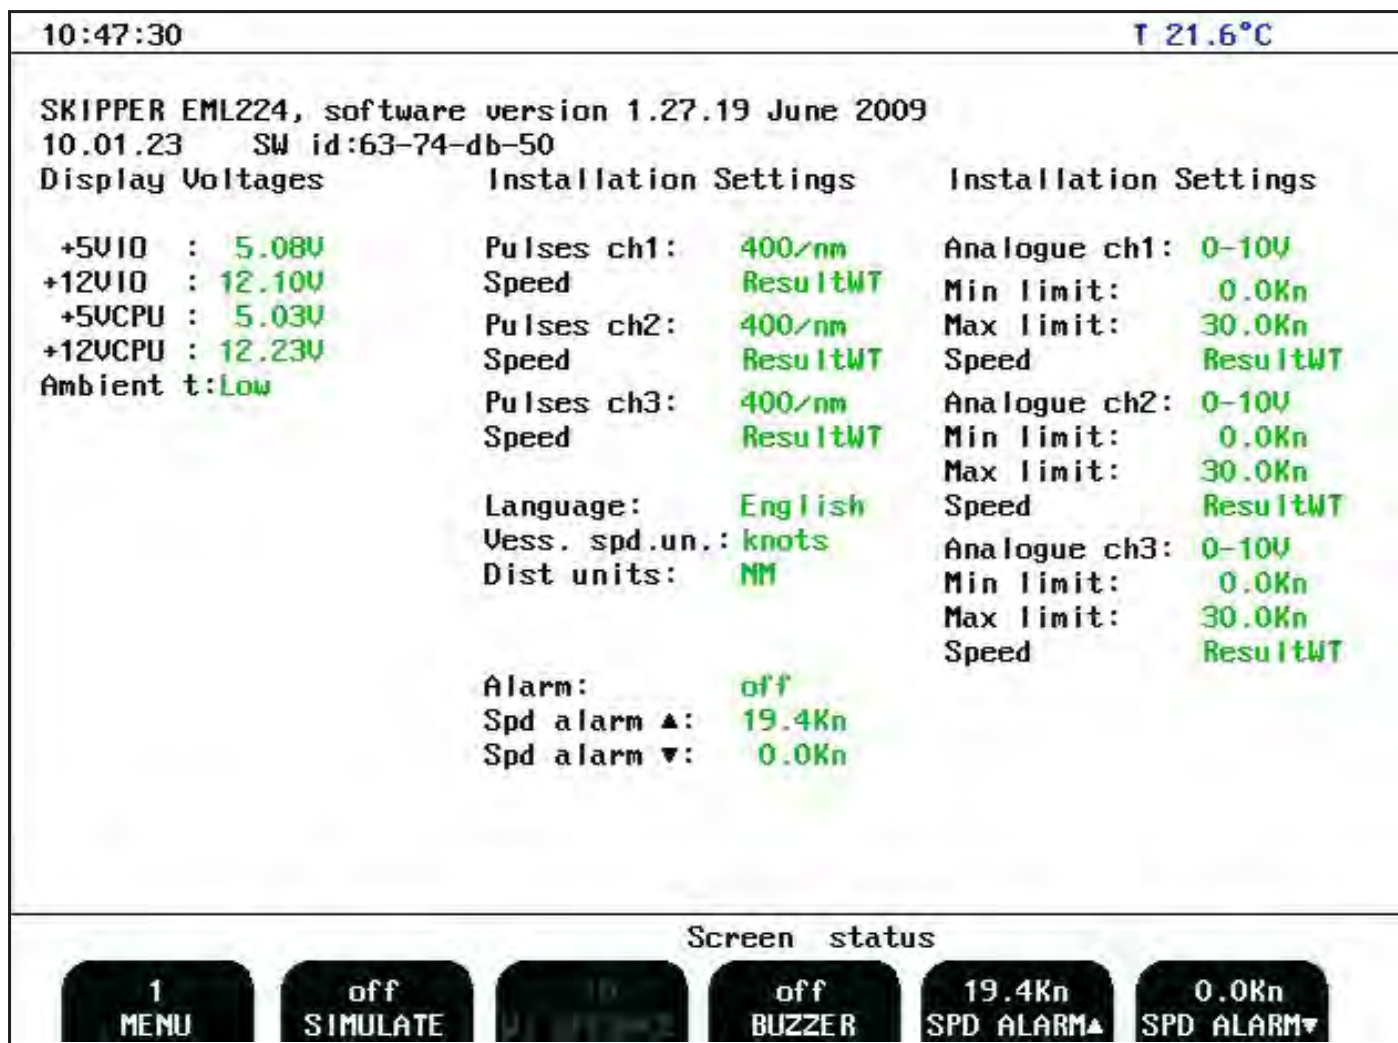 10:47:30 T 21.6°C
SKIPPER EML224, software version 1.27.19 June 2009
10.01.23 SW id:63-74-db-50
Display Voltages
+5VIO : 5.08V
+12VIO : 12.10V
+5VCPU : 5.03V
+12VCPU : 12.23V
Ambient t:Low
Installation Settings
Pulses ch1: 400/nm
Speed ResultWT
Pulses ch2: 400/nm
Speed ResultWT
Pulses ch3: 400/nm
Speed ResultWT
Language: English
Vess. spd.un.: knots
Dist units: NM
Alarm: off
Spd alarm ▲: 19.4Kn
Spd alarm ▼: 0.0Kn
Installation Settings
Analogue ch1: 0-10V
Min limit: 0.0Kn
Max limit: 30.0Kn
Speed ResultWT
Analogue ch2: 0-10V
Min limit: 0.0Kn
Max limit: 30.0Kn
Speed ResultWT
Analogue ch3: 0-10V
Min limit: 0.0Kn
Max limit: 30.0Kn
Speed ResultWT
Screen status
1
MENU
off
SIMULATE
off
BUZZER
19.4Kn
SPD ALARM▲
0.0Kn
SPD ALARM▼